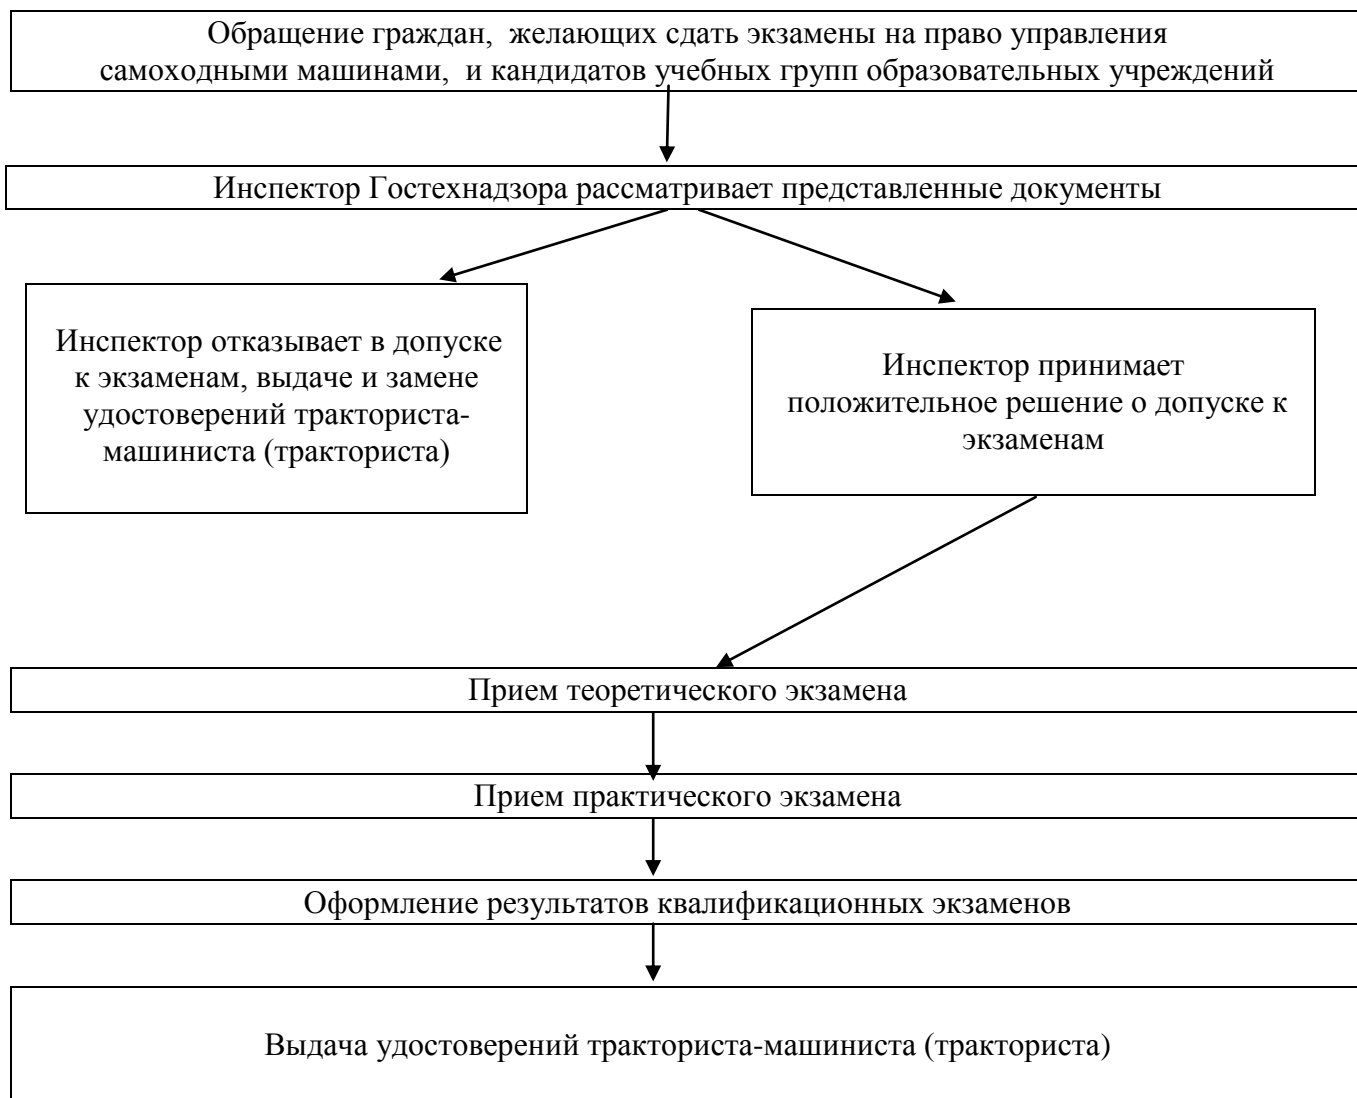 Обращение граждан, желающих сдать экзамены на право управления
самоходными машинами, и кандидатов учебных групп образовательных учреждений
Инспектор Гостехнадзора рассматривает представленные документы
Инспектор отказывает в допуске
к экзаменам, выдаче и замене
удостоверений тракториста-
машиниста (тракториста)
Инспектор принимает
положительное решение о допуске к
экзаменам
Прием теоретического экзамена
Прием практического экзамена
Оформление результатов квалификационных экзаменов
Выдача удостоверений тракториста-машиниста (тракториста)